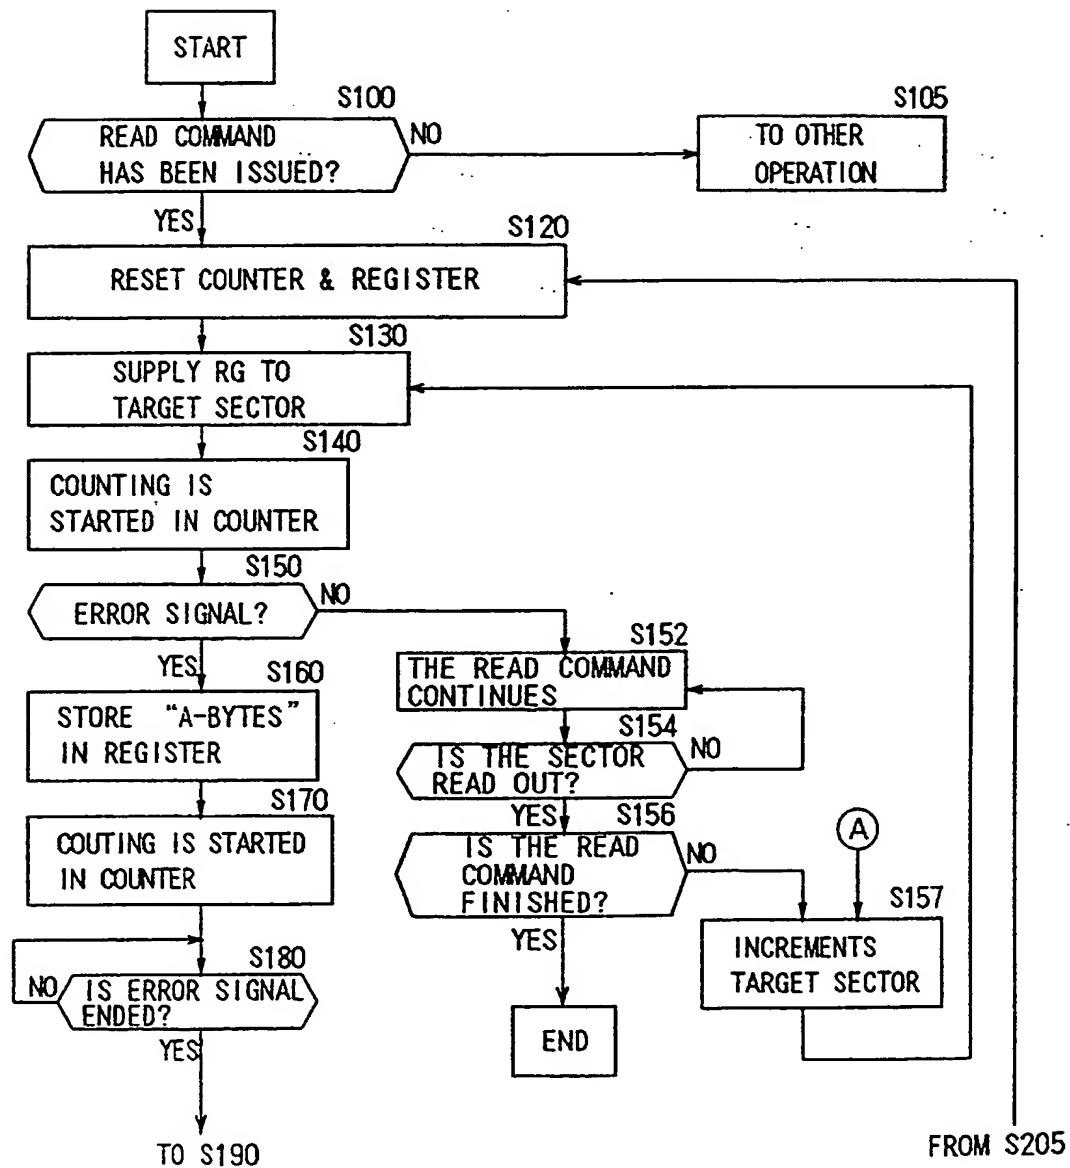 START
S100
READ COMMAND
HAS BEEN ISSUED?
NO
S105
TO OTHER
OPERATION
YES
S120
RESET COUNTER & REGISTER
S130
SUPPLY RG TO
TARGET SECTOR
S140
COUNTING IS
STARTED IN COUNTER
S150
ERROR SIGNAL?
NO
YES
S152
THE READ COMMAND
CONTINUES
S160
STORE "A-BYTES"
IN REGISTER
S154
IS THE SECTOR
READ OUT?
NO
YES
S170
COUTING IS STARTED
IN COUNTER
S156
IS THE READ
COMMAND
FINISHED?
NO
A
YES
S157
INCREMENTS
TARGET SECTOR
S180
NO
IS ERROR SIGNAL
ENDED?
YES
END
TO S190
FROM S205